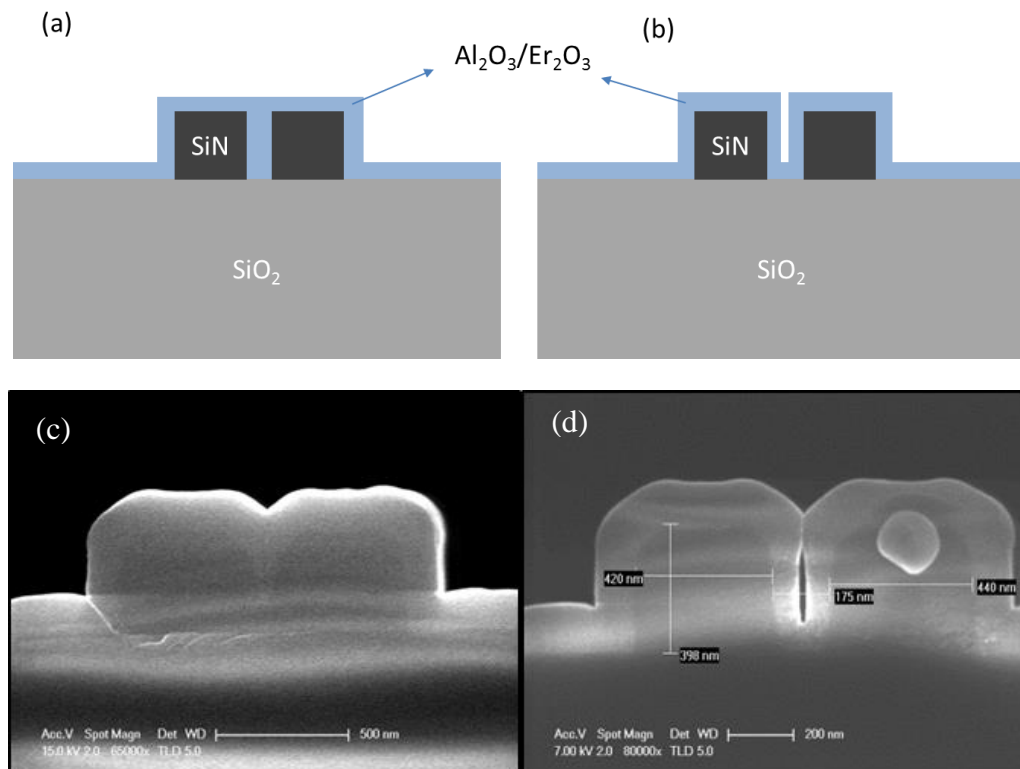 (a)
(b)
Al₂O₃/Er₂O₃
SiN
SiN
SiO₂
SiO₂
(c)
(d)
420 nm
175 nm
440 nm
398 nm
Acc.V Spot Magn Det WD
500 nm
15.0 kV 2.0 65000x TLD 5.0
Acc.V Spot Magn Det WD
200 nm
7.00 kV 2.0 80000x TLD 5.0